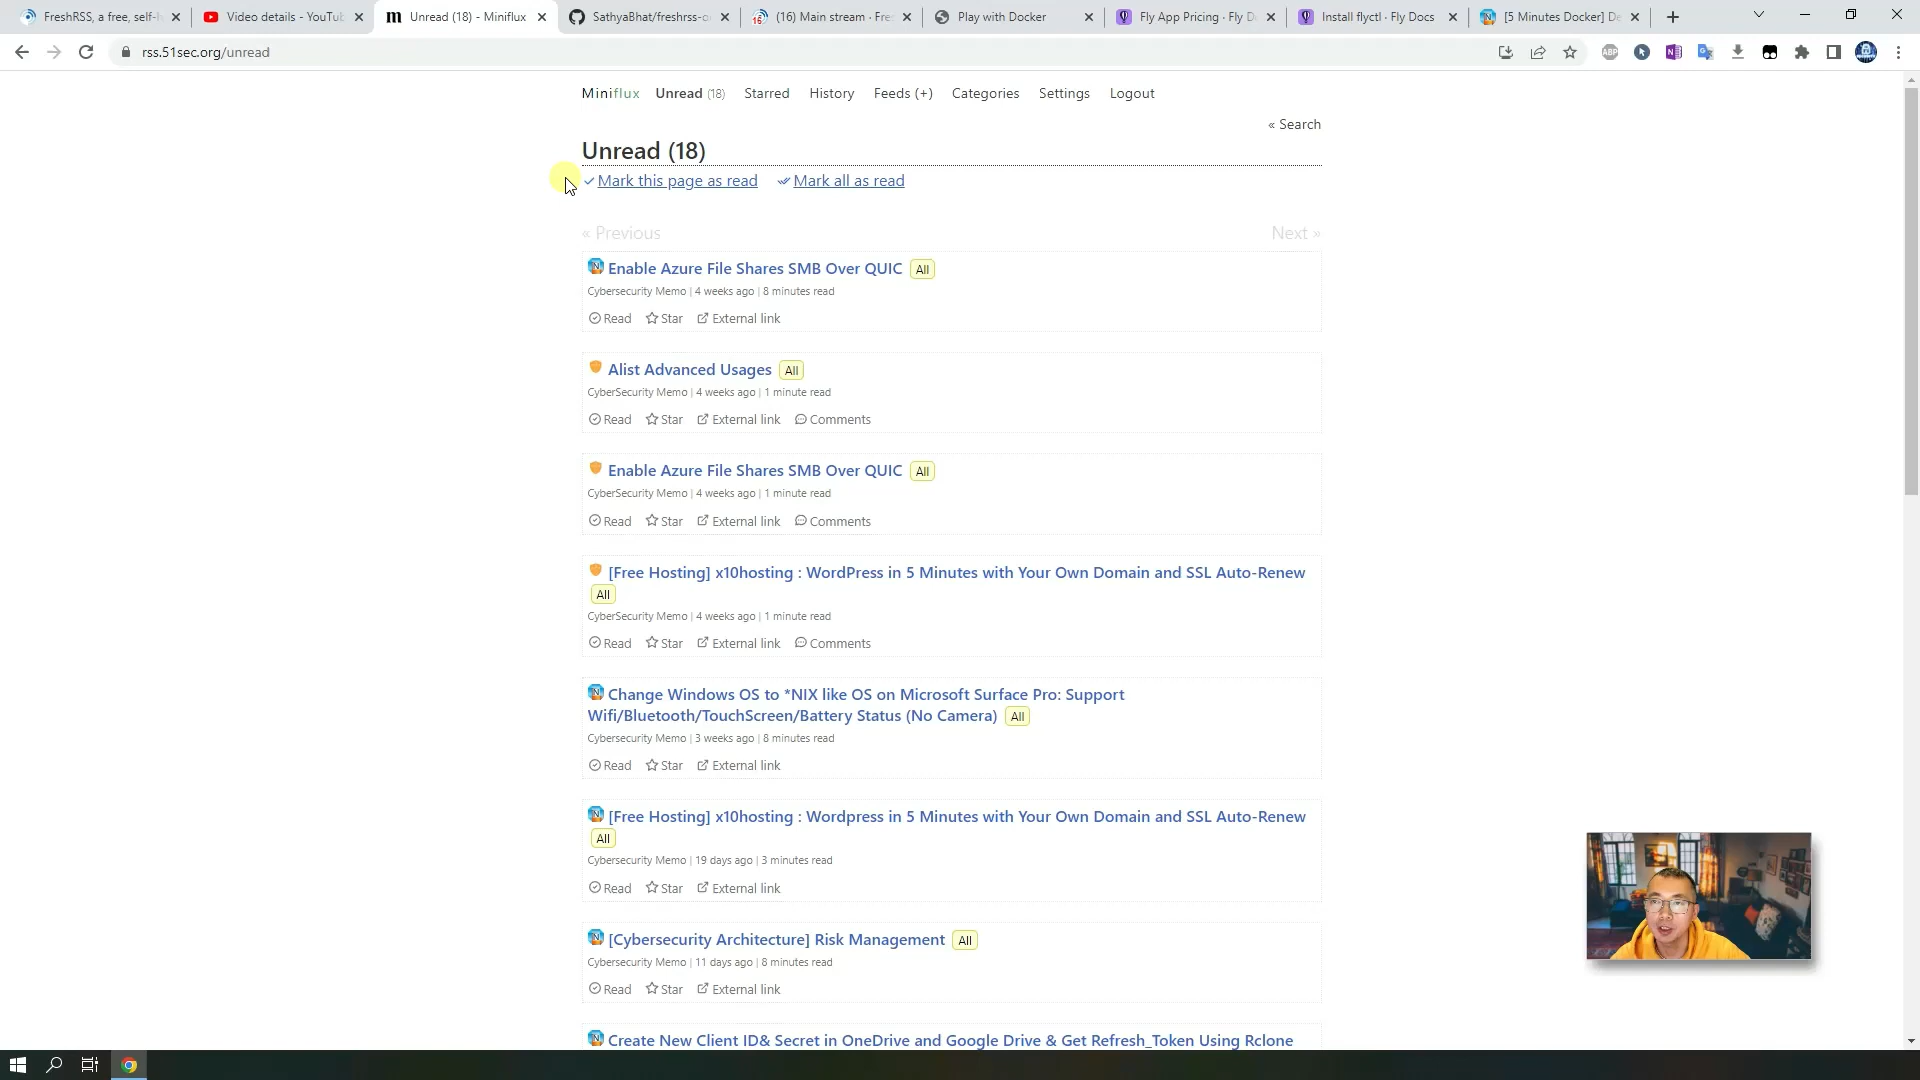 FreshRSS, a free, self-h
Video details - YouTub
Unread (18) - Miniflux
SathyaBhat/freshrss-o
(16) Main stream · Fre
Play with Docker
Fly App Pricing · Fly D
Install flyctl · Fly Docs
[5 Minutes Docker] De
rss.51sec.org/unread
Miniflux Unread (18) Starred History Feeds (+) Categories Settings Logout
« Search
Unread (18)
Mark this page as read Mark all as read
« Previous Next »
Enable Azure File Shares SMB Over QUIC All
Cybersecurity Memo | 4 weeks ago | 8 minutes read
Read Star External link
Alist Advanced Usages All
CyberSecurity Memo | 4 weeks ago | 1 minute read
Read Star External link Comments
Enable Azure File Shares SMB Over QUIC All
CyberSecurity Memo | 4 weeks ago | 1 minute read
Read Star External link Comments
[Free Hosting] x10hosting : WordPress in 5 Minutes with Your Own Domain and SSL Auto-Renew
All
CyberSecurity Memo | 4 weeks ago | 1 minute read
Read Star External link Comments
Change Windows OS to *NIX like OS on Microsoft Surface Pro: Support
Wifi/Bluetooth/TouchScreen/Battery Status (No Camera) All
Cybersecurity Memo | 3 weeks ago | 8 minutes read
Read Star External link
[Free Hosting] x10hosting : Wordpress in 5 Minutes with Your Own Domain and SSL Auto-Renew
All
Cybersecurity Memo | 19 days ago | 3 minutes read
Read Star External link
[Cybersecurity Architecture] Risk Management All
Cybersecurity Memo | 11 days ago | 8 minutes read
Read Star External link
Create New Client ID& Secret in OneDrive and Google Drive & Get Refresh_Token Using Rclone